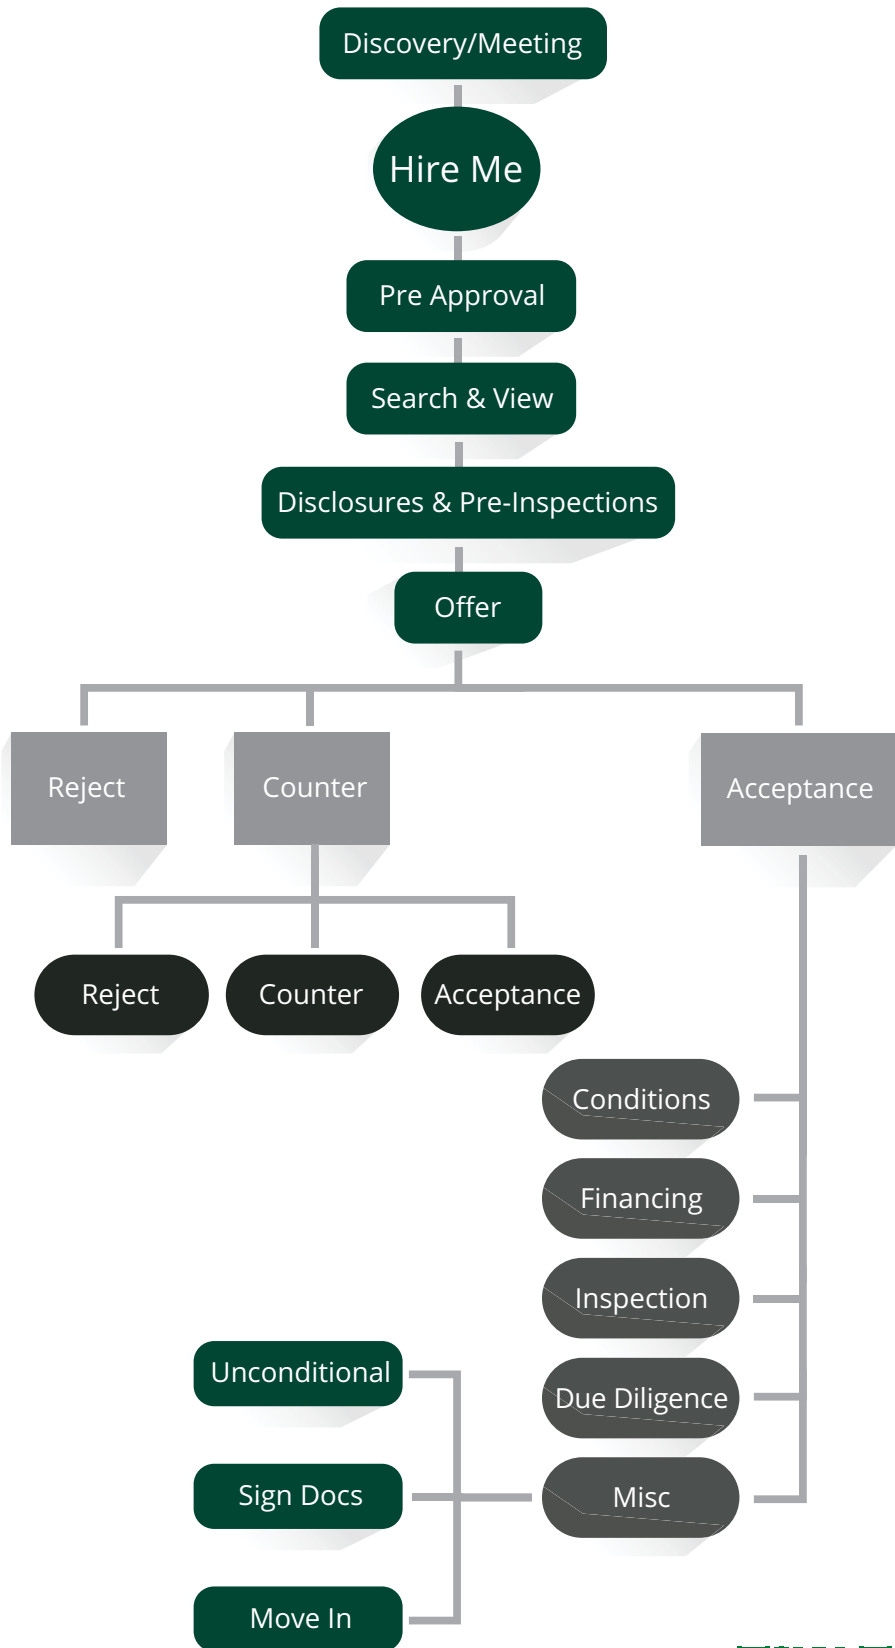 Discovery/Meeting
Hire Me
Pre Approval
Search & View
Disclosures & Pre-Inspections
Offer
Reject
Counter
Acceptance
Reject
Counter
Acceptance
Conditions
Financing
Inspection
Due Diligence
Misc
Unconditional
Sign Docs
Move In